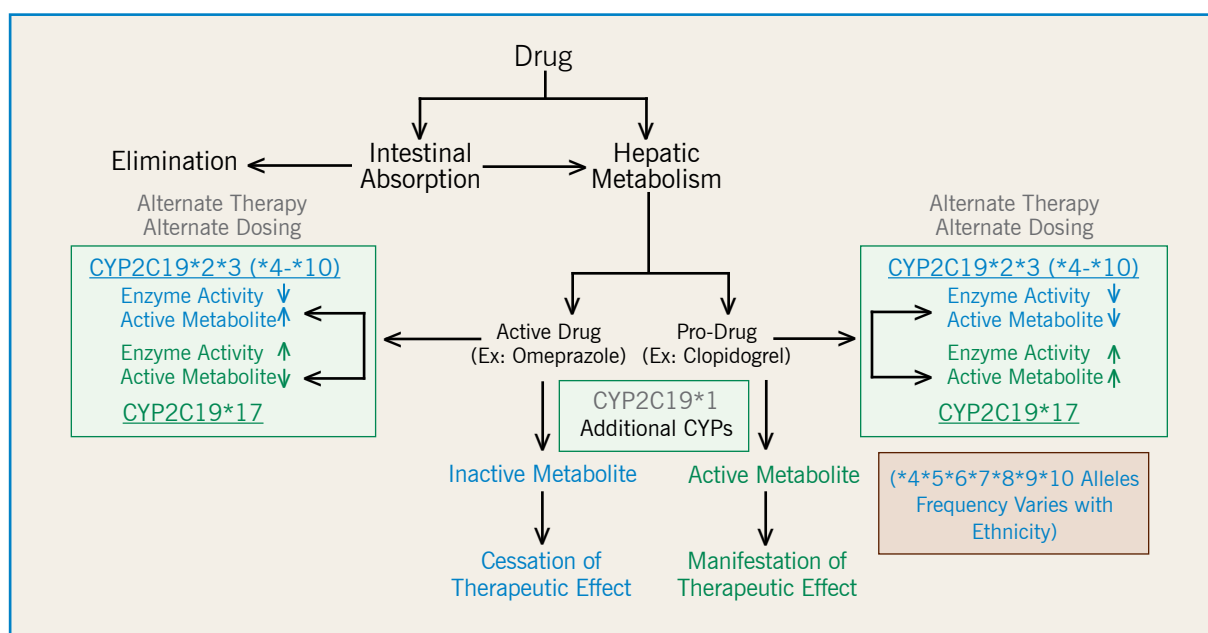 Drug
Elimination
Intestinal
Absorption
Hepatic
Metabolism
Alternate Therapy
Alternate Dosing
CYP2C19*2*3 (*4-*10)
Enzyme Activity ↓
Active Metabolite ↑
Enzyme Activity ↑
Active Metabolite ↓
CYP2C19*17
Active Drug
(Ex: Omeprazole)
Pro-Drug
(Ex: Clopidogrel)
Alternate Therapy
Alternate Dosing
CYP2C19*2*3 (*4-*10)
Enzyme Activity ↓
Active Metabolite ↓
Enzyme Activity ↑
Active Metabolite ↑
CYP2C19*17
CYP2C19*1
Additional CYPs
Inactive Metabolite
Active Metabolite
(*4*5*6*7*8*9*10 Alleles
Frequency Varies with
Ethnicity)
Cessation of
Therapeutic Effect
Manifestation of
Therapeutic Effect